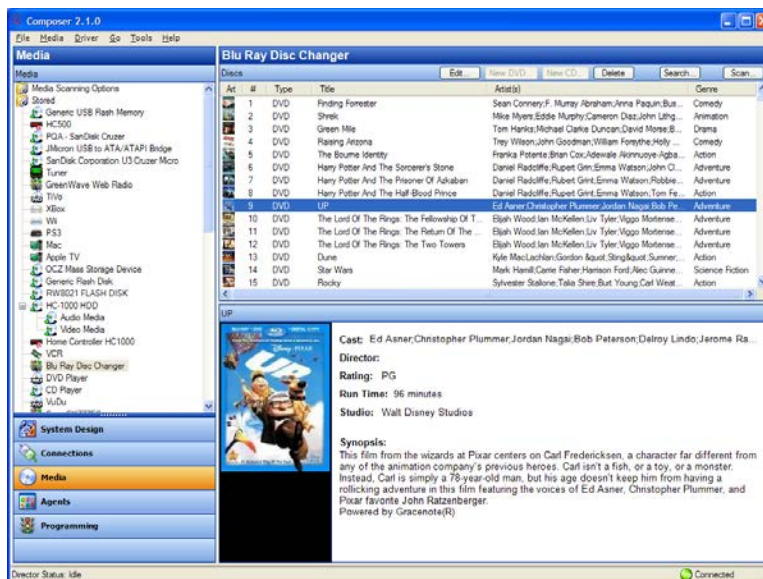 Composer 2.1.0
File Media Driver Go Tools Help
Media
Media
Media Scanning Options
Stored
Generic USB Flash Memory
HC500
PQA - SanDisk Cruzer
JMicron USB to ATA/ATAPI Bridge
SanDisk Corporation U3 Cruzer Micro
Tuner
GreenWave Web Radio
TiVo
XBox
Wii
PS3
Mac
Apple TV
OCZ Mass Storage Device
Generic Flash Disk
RW8021 FLASH DISK
HC-1000 HDD
Audio Media
Video Media
Home Controller HC1000
VCR
Blu Ray Disc Changer
DVD Player
CD Player
VuDu
System Design
Connections
Media
Agents
Programming
Blu Ray Disc Changer
Discs Edit... New DVD... New CD... Delete Search... Scan...
Art # Type Title Artist(s) Genre
1 DVD Finding Forrester Sean Connery;F. Murray Abraham;Anna Paquin;Bus... Comedy
2 DVD Shrek Mike Myers;Eddie Murphy;Cameron Diaz;John Lithg... Animation
3 DVD Green Mile Tom Hanks;Michael Clarke Duncan;David Morse;B... Drama
4 DVD Raising Arizona Trey Wilson;John Goodman;William Forsythe;Holly ... Comedy
5 DVD The Bourne Identity Franka Potente;Brian Cox;Adewale Akinnuoye-Agba... Action
6 DVD Harry Potter And The Sorcerer's Stone Daniel Radcliffe;Rupert Grin;Emma Watson;John Cl... Adventure
7 DVD Harry Potter And The Prisoner Of Azkaban Daniel Radcliffe;Rupert Grint;Emma Watson;Robbie... Adventure
8 DVD Harry Potter And The Half-Blood Prince Daniel Radcliffe;Rupert Grint;Emma Watson;Tom Fe... Action
9 DVD UP Ed Asner;Christopher Plummer;Jordan Nagai;Bob Pe... Adventure
10 DVD The Lord Of The Rings: The Fellowship Of T... Elijah Wood;Ian McKellen;Liv Tyler;Viggo Mortense... Adventure
11 DVD The Lord Of The Rings: The Return Of The ... Elijah Wood;Ian McKellen;Liv Tyler;Viggo Mortense... Adventure
12 DVD The Lord Of The Rings: The Two Towers Elijah Wood;Ian McKellen;Liv Tyler;Viggo Mortense... Adventure
13 DVD Dune Kyle MacLachlan;Gordon &quot;Sting&quot;Sumner;... Action
14 DVD Star Wars Mark Hamill;Carrie Fisher;Harrison Ford;Alec Guinne... Science Fiction
15 DVD Rocky Sylvester Stallone;Talia Shire;Burt Young;Carl Weat... Action
UP
DISNEY PIXAR
UP
Cast: Ed Asner;Christopher Plummer;Jordan Nagai;Bob Peterson;Delroy Lindo;Jerome Ra...
Director:
Rating: PG
Run Time: 96 minutes
Studio: Walt Disney Studios
Synopsis:
This film from the wizards at Pixar centers on Carl Fredericksen, a character far different from
any of the animation company's previous heroes. Carl isn't a fish, or a toy, or a monster.
Instead, Carl is simply a 78-year-old man, but his age doesn't keep him from having a
rollicking adventure in this film featuring the voices of Ed Asner, Christopher Plummer, and
Pixar favorite John Ratzenberger.
Powered by Gracenote(R)
Director Status: Idle
Connected